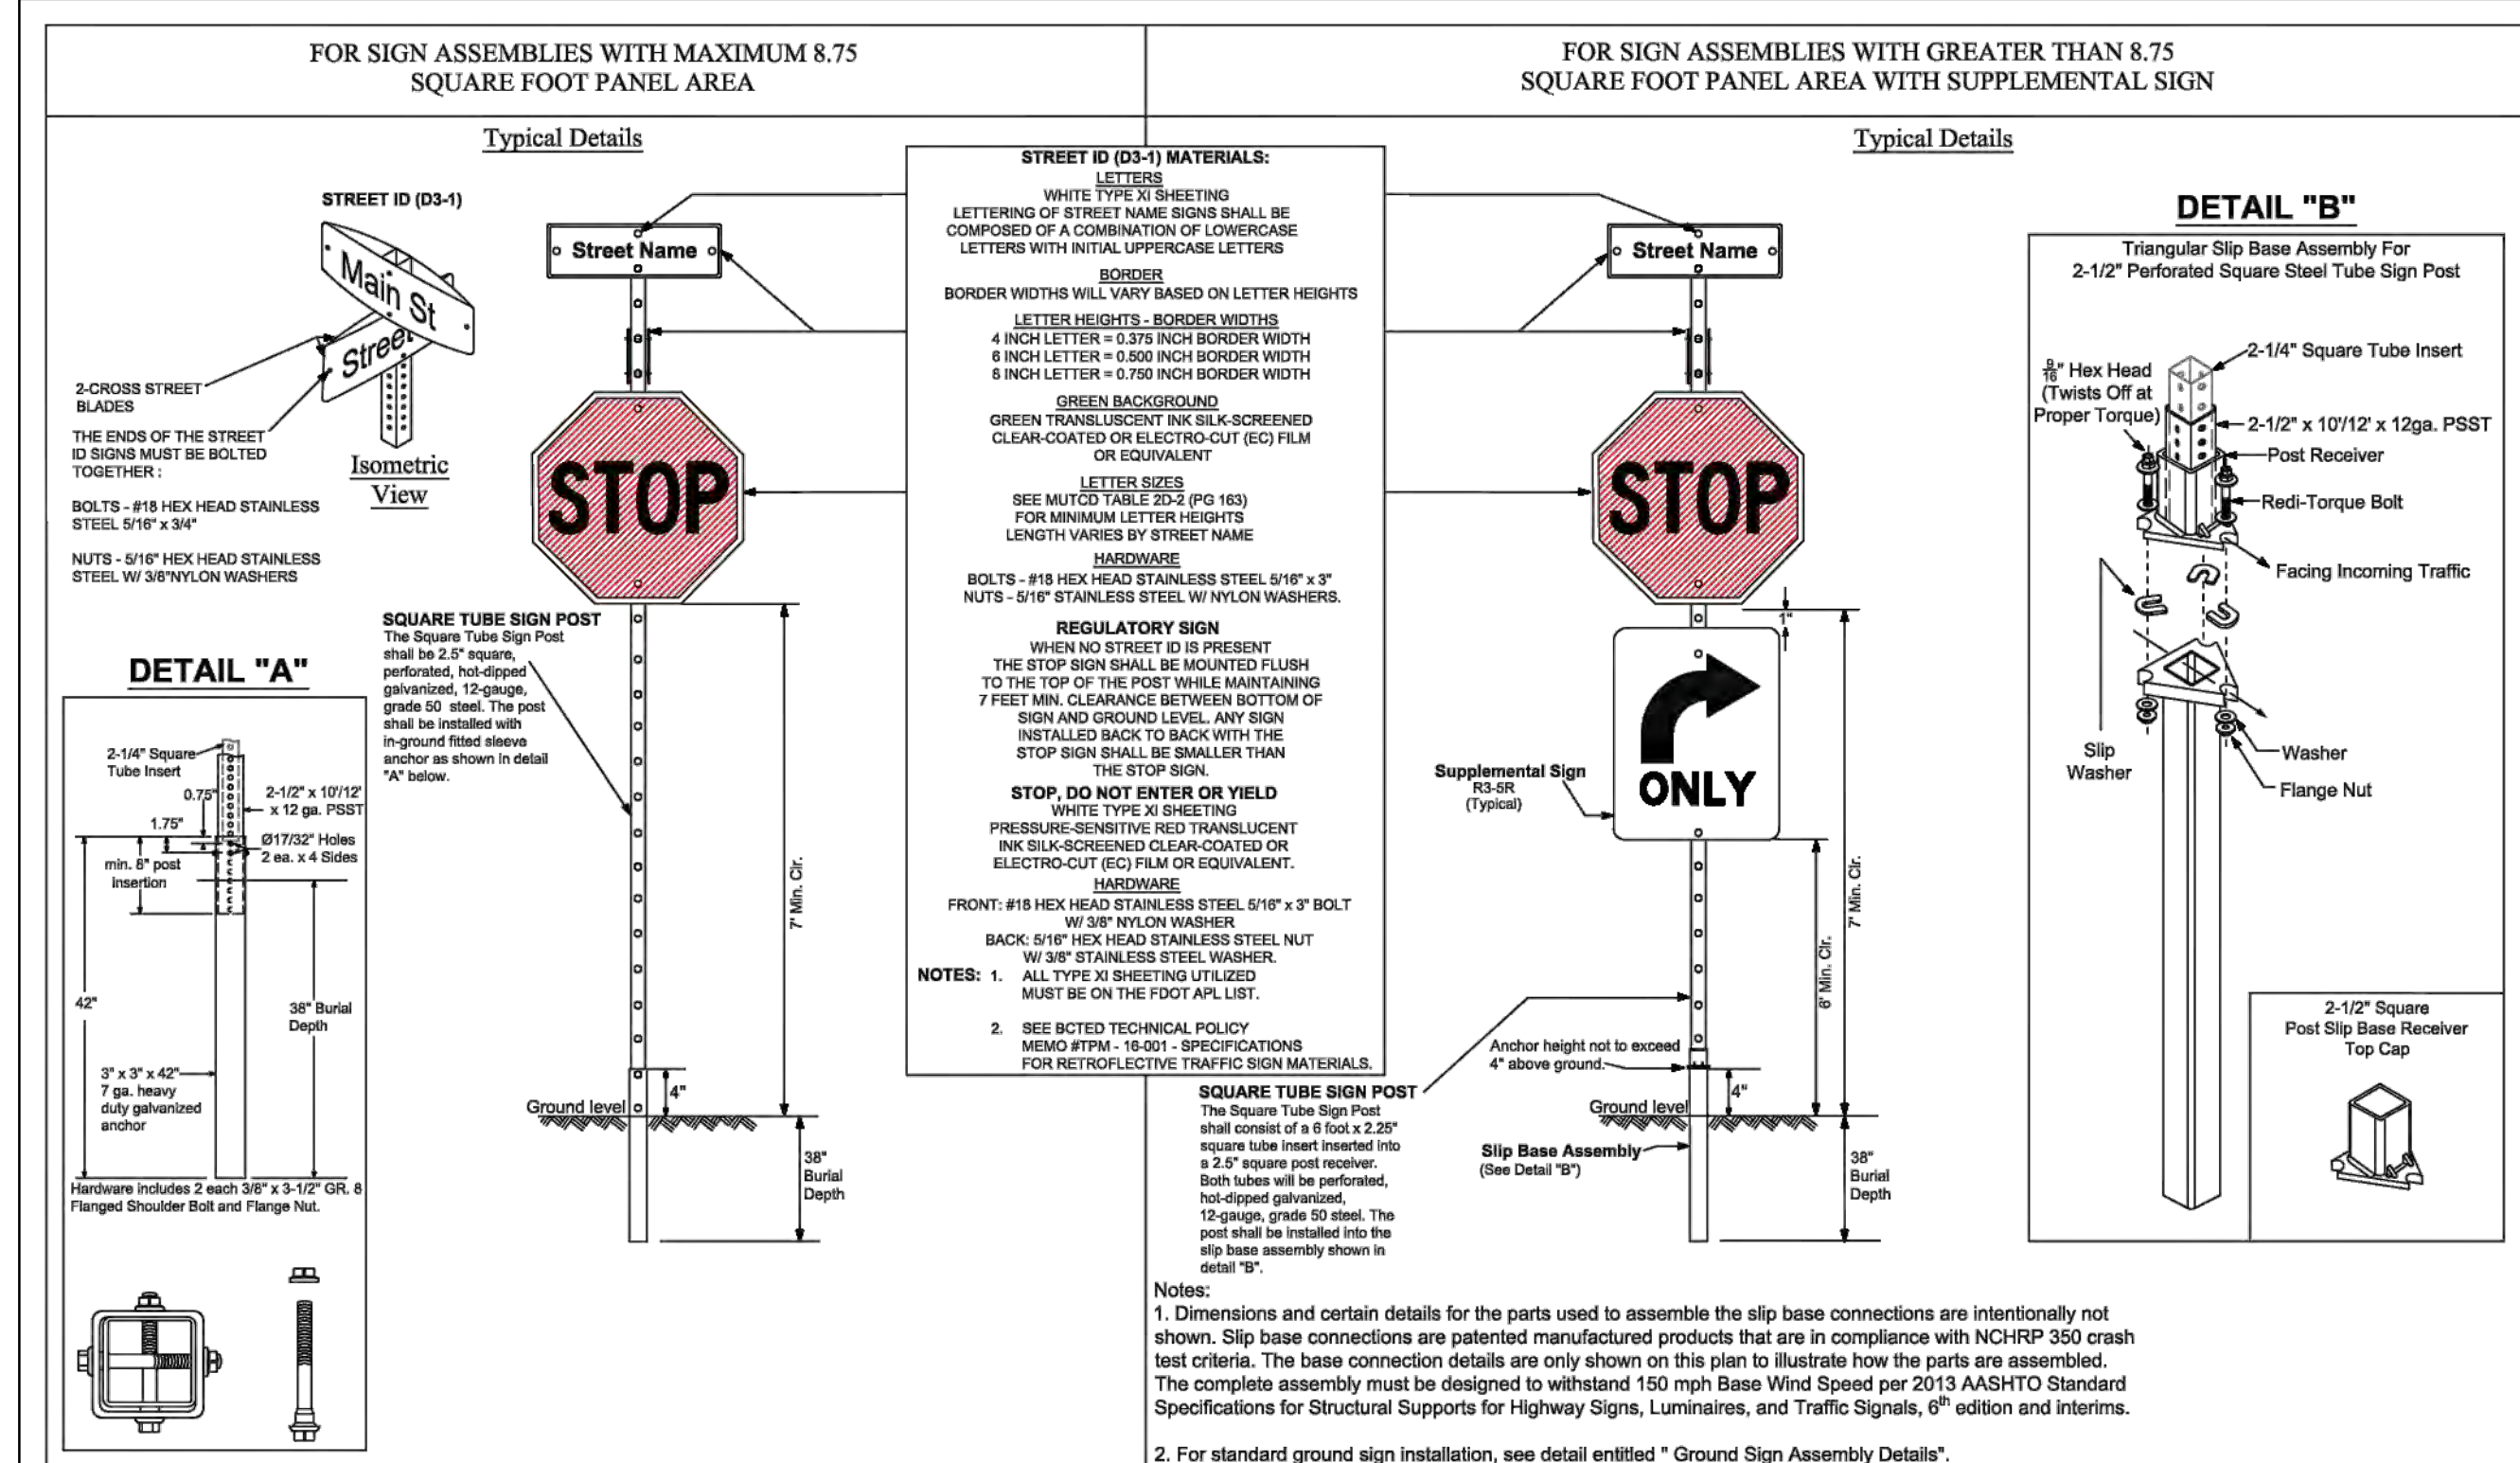 FOR SIGN ASSEMBLIES WITH MAXIMUM 8.75
SQUARE FOOT PANEL AREA
FOR SIGN ASSEMBLIES WITH GREATER THAN 8.75
SQUARE FOOT PANEL AREA WITH SUPPLEMENTAL SIGN
Typical Details
STREET ID (D3-1)
Main St
Street
2-CROSS STREET
BLADES
THE ENDS OF THE STREET
ID SIGNS MUST BE BOLTED
TOGETHER :
BOLTS - #18 HEX HEAD STAINLESS
STEEL 5/16" x 3/4"
NUTS - 5/16" HEX HEAD STAINLESS
STEEL W/ 3/8"NYLON WASHERS
Isometric
View
Street Name
STOP
SQUARE TUBE SIGN POST
The Square Tube Sign Post
shall be 2.5" square,
perforated, hot-dipped
galvanized, 12-gauge,
grade 50 steel. The post
shall be installed with
in-ground fitted sleeve
anchor as shown in detail
"A" below.
7' Min. Clr.
4"
Ground level
38"
Burial
Depth
DETAIL "A"
2-1/4" Square
Tube Insert
0.75"
2-1/2" x 10'/12'
x 12 ga. PSST
1.75"
Ø17/32" Holes
2 ea. x 4 Sides
min. 8" post
insertion
42"
38" Burial
Depth
3" x 3" x 42"
7 ga. heavy
duty galvanized
anchor
Hardware includes 2 each 3/8" x 3-1/2" GR. 8
Flanged Shoulder Bolt and Flange Nut.
STREET ID (D3-1) MATERIALS:
LETTERS
WHITE TYPE XI SHEETING
LETTERING OF STREET NAME SIGNS SHALL BE
COMPOSED OF A COMBINATION OF LOWERCASE
LETTERS WITH INITIAL UPPERCASE LETTERS
BORDER
BORDER WIDTHS WILL VARY BASED ON LETTER HEIGHTS
LETTER HEIGHTS - BORDER WIDTHS
4 INCH LETTER = 0.375 INCH BORDER WIDTH
6 INCH LETTER = 0.500 INCH BORDER WIDTH
8 INCH LETTER = 0.750 INCH BORDER WIDTH
GREEN BACKGROUND
GREEN TRANSLUSCENT INK SILK-SCREENED
CLEAR-COATED OR ELECTRO-CUT (EC) FILM
OR EQUIVALENT
LETTER SIZES
SEE MUTCD TABLE 2D-2 (PG 163)
FOR MINIMUM LETTER HEIGHTS
LENGTH VARIES BY STREET NAME
HARDWARE
BOLTS - #18 HEX HEAD STAINLESS STEEL 5/16" x 3"
NUTS - 5/16" STAINLESS STEEL W/ NYLON WASHERS.
REGULATORY SIGN
WHEN NO STREET ID IS PRESENT
THE STOP SIGN SHALL BE MOUNTED FLUSH
TO THE TOP OF THE POST WHILE MAINTAINING
7 FEET MIN. CLEARANCE BETWEEN BOTTOM OF
SIGN AND GROUND LEVEL. ANY SIGN
INSTALLED BACK TO BACK WITH THE
STOP SIGN SHALL BE SMALLER THAN
THE STOP SIGN.
STOP, DO NOT ENTER OR YIELD
WHITE TYPE XI SHEETING
PRESSURE-SENSITIVE RED TRANSLUCENT
INK SILK-SCREENED CLEAR-COATED OR
ELECTRO-CUT (EC) FILM OR EQUIVALENT.
HARDWARE
FRONT: #18 HEX HEAD STAINLESS STEEL 5/16" x 3" BOLT
W/ 3/8" NYLON WASHER
BACK: 5/16" HEX HEAD STAINLESS STEEL NUT
W/ 3/8" STAINLESS STEEL WASHER.
NOTES: 1. ALL TYPE XI SHEETING UTILIZED
MUST BE ON THE FDOT APL LIST.
2. SEE BCTED TECHNICAL POLICY
MEMO #TPM - 16-001 - SPECIFICATIONS
FOR RETROFLECTIVE TRAFFIC SIGN MATERIALS.
Typical Details
Street Name
STOP
1"
ONLY
Supplemental Sign
R3-5R
(Typical)
6' Min. Clr.
7' Min. Clr.
Anchor height not to exceed
4" above ground.
4"
Ground level
SQUARE TUBE SIGN POST
The Square Tube Sign Post
shall consist of a 6 foot x 2.25"
square tube insert inserted into
a 2.5" square post receiver.
Both tubes will be perforated,
hot-dipped galvanized,
12-gauge, grade 50 steel. The
post shall be installed into the
slip base assembly shown in
detail "B".
Slip Base Assembly
(See Detail "B")
38"
Burial
Depth
DETAIL "B"
Triangular Slip Base Assembly For
2-1/2" Perforated Square Steel Tube Sign Post
2-1/4" Square Tube Insert
9/16" Hex Head
(Twists Off at
Proper Torque)
2-1/2" x 10'/12' x 12ga. PSST
Post Receiver
Redi-Torque Bolt
Facing Incoming Traffic
Slip
Washer
Washer
Flange Nut
2-1/2" Square
Post Slip Base Receiver
Top Cap
Notes:
1. Dimensions and certain details for the parts used to assemble the slip base connections are intentionally not
shown. Slip base connections are patented manufactured products that are in compliance with NCHRP 350 crash
test criteria. The base connection details are only shown on this plan to illustrate how the parts are assembled.
The complete assembly must be designed to withstand 150 mph Base Wind Speed per 2013 AASHTO Standard
Specifications for Structural Supports for Highway Signs, Luminaires, and Traffic Signals, 6th edition and interims.
2. For standard ground sign installation, see detail entitled " Ground Sign Assembly Details".